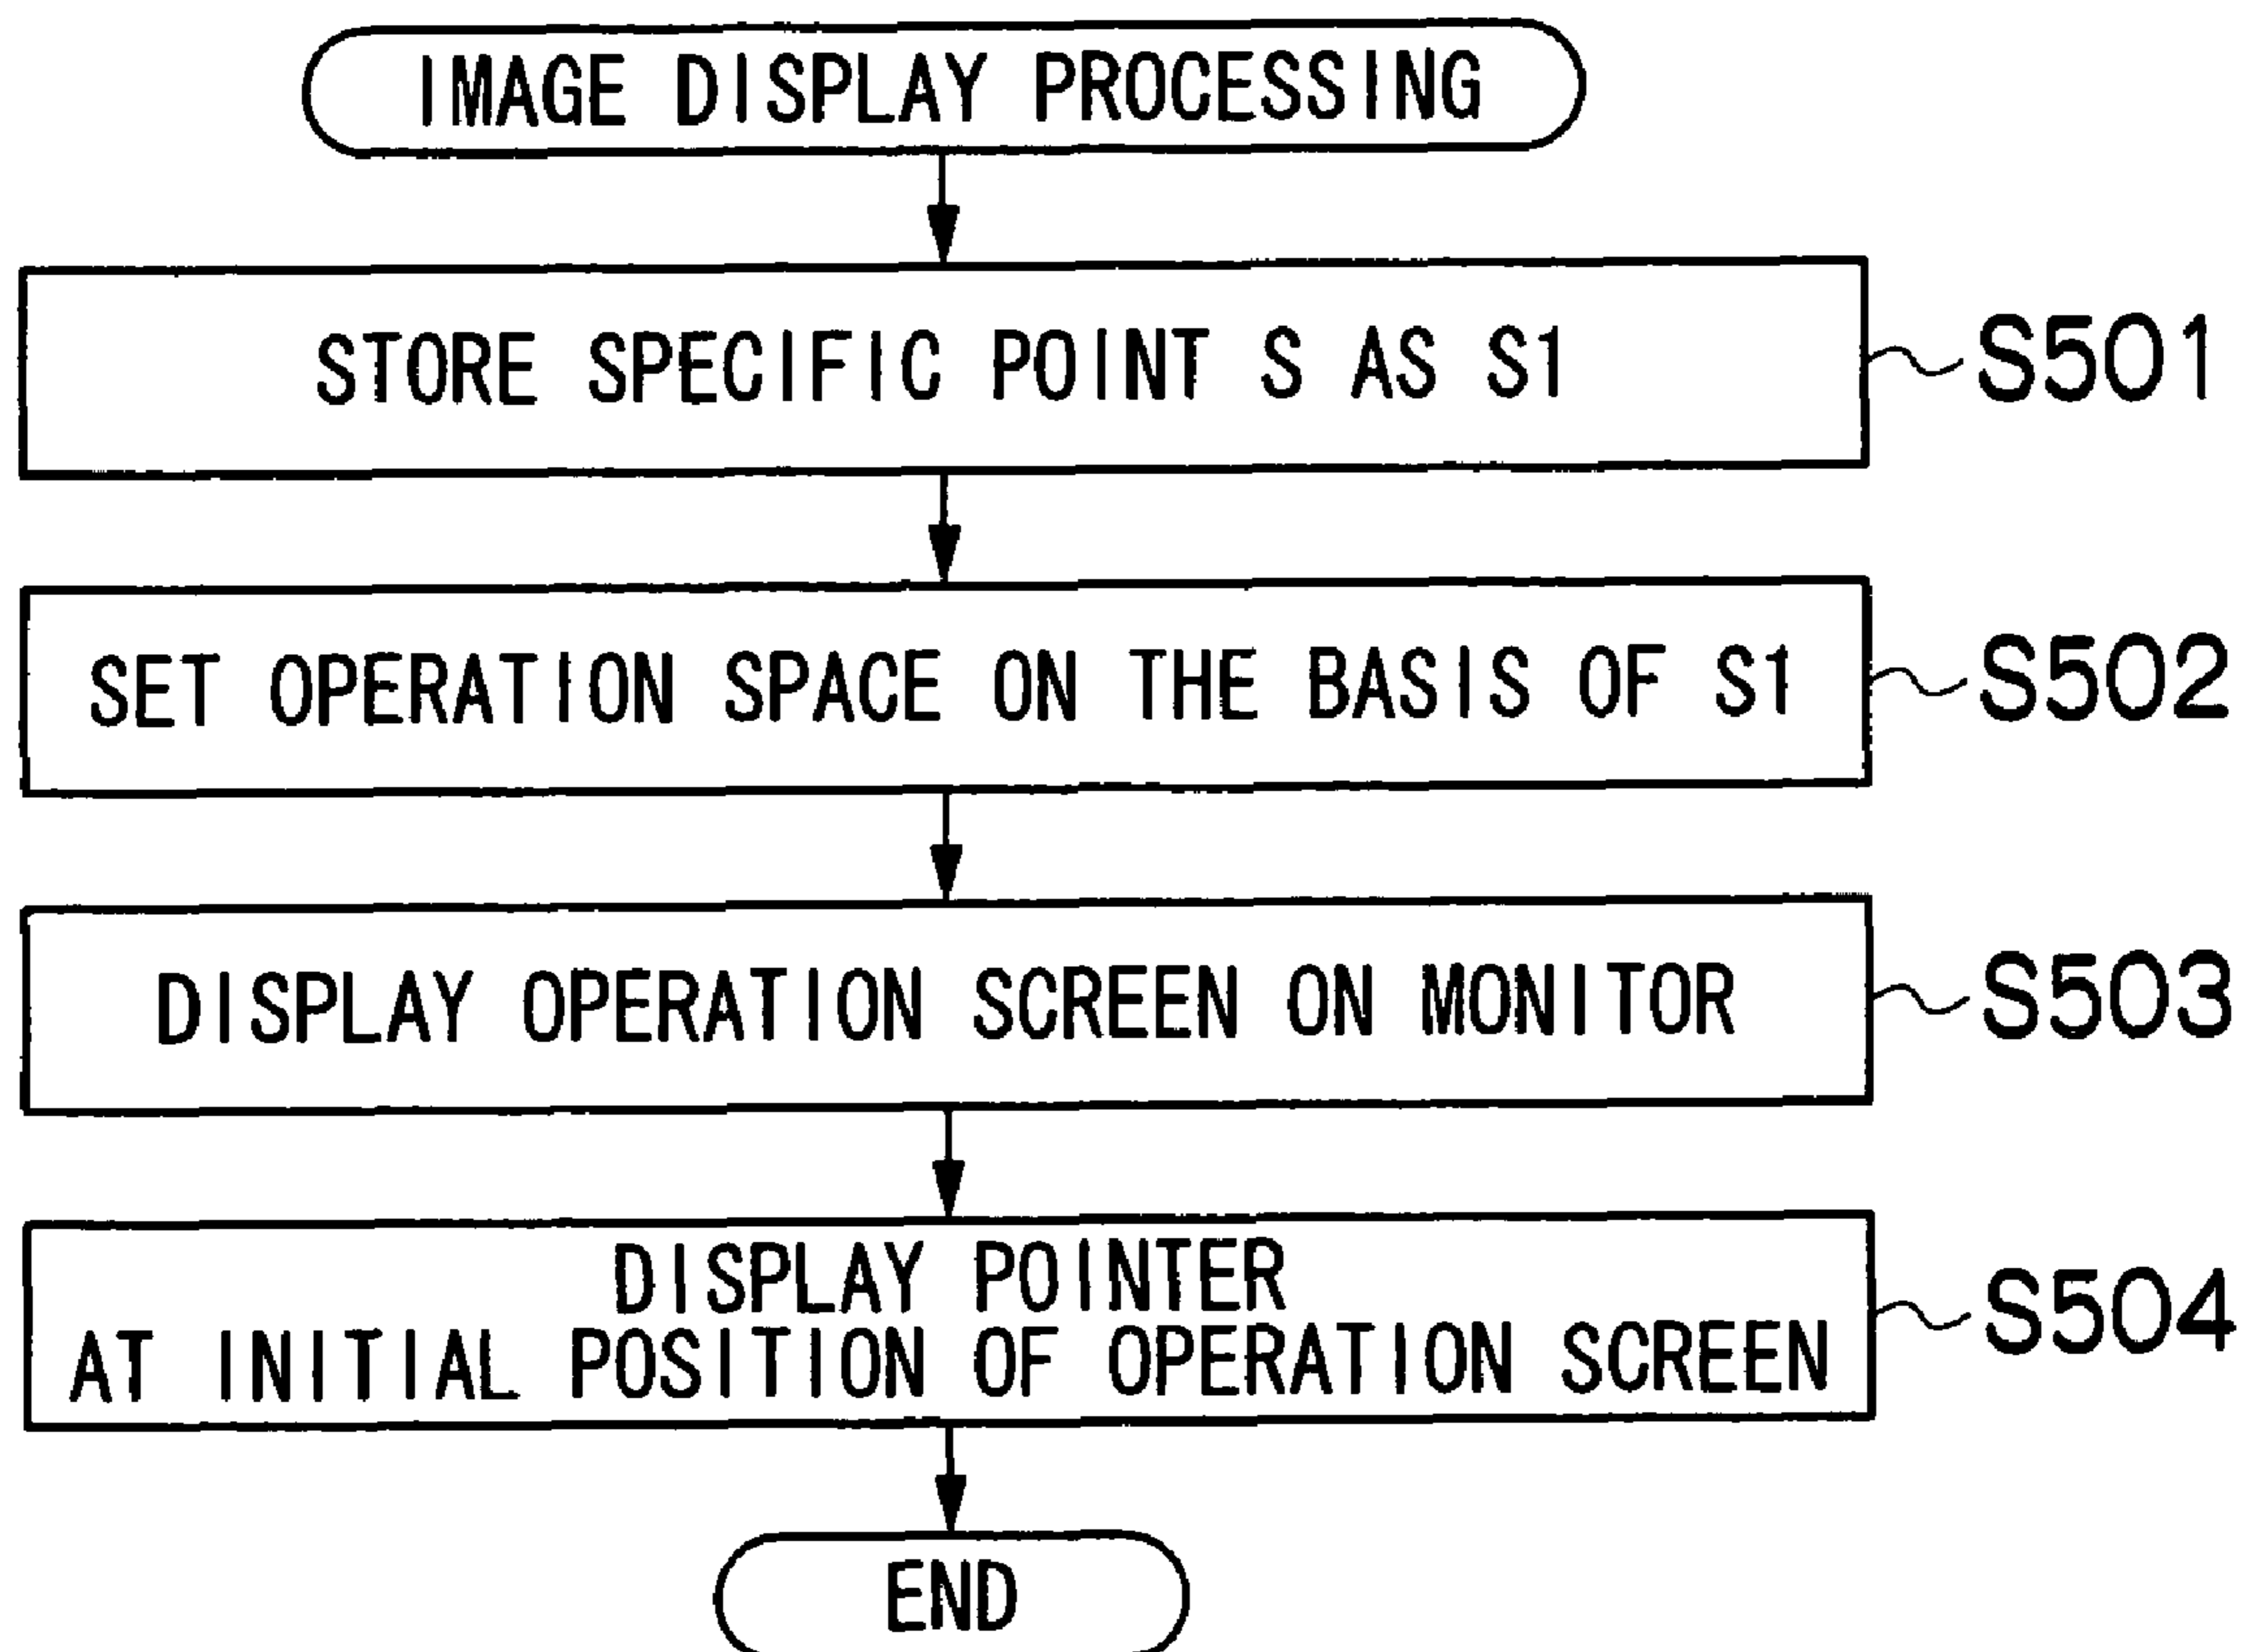 IMAGE DISPLAY PROCESSING
STORE SPECIFIC POINT S AS S1
S501
SET OPERATION SPACE ON THE BASIS OF S1
S502
DISPLAY OPERATION SCREEN ON MONITOR
S503
DISPLAY POINTER
AT INITIAL POSITION OF OPERATION SCREEN
S504
END